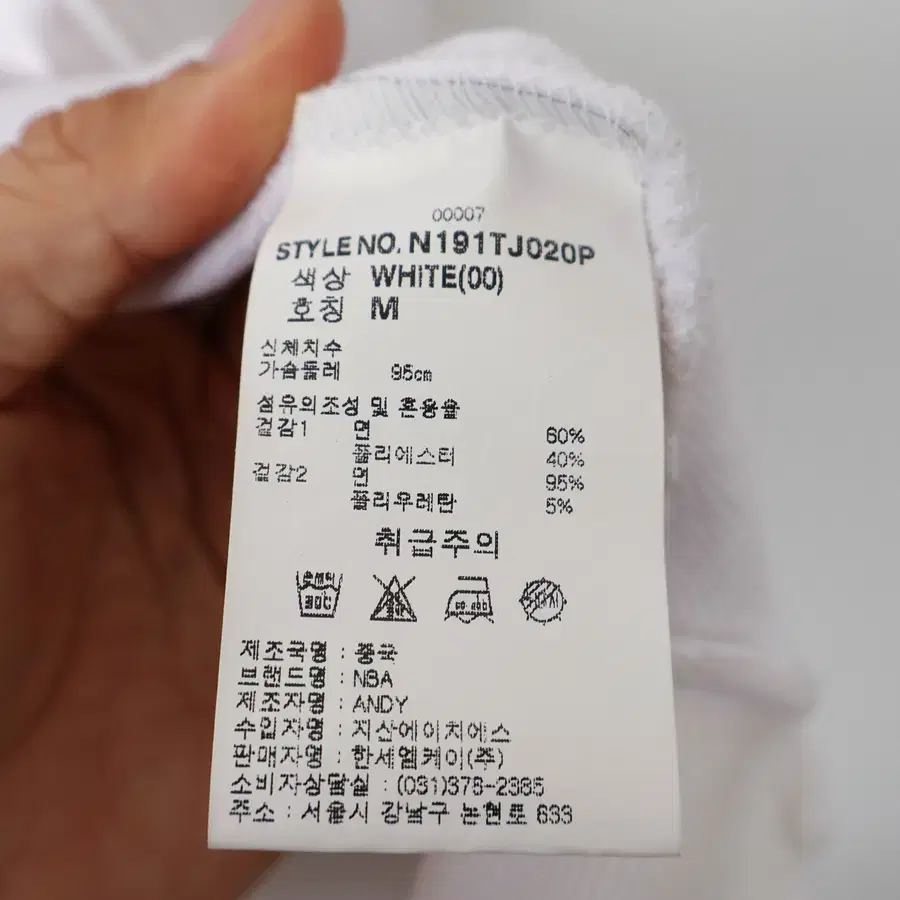 00007
STYLE NO. N191TJ020P
색상 WHITE(00)
호칭 M
신체치수
가슴둘레 95cm
섬유의조성 및 혼용율
겉감1 면 60%
폴리에스터 40%
겉감2 면 95%
폴리우레탄 5%
취급주의
30℃
제조국명 : 중국
브랜드명 : NBA
제조자명 : ANDY
수입자명 : 지산에이치에스
판매자명 : 한세엠케이(주)
소비자상담실 : (031)378-2385
주소 : 서울시 강남구 논현로 633